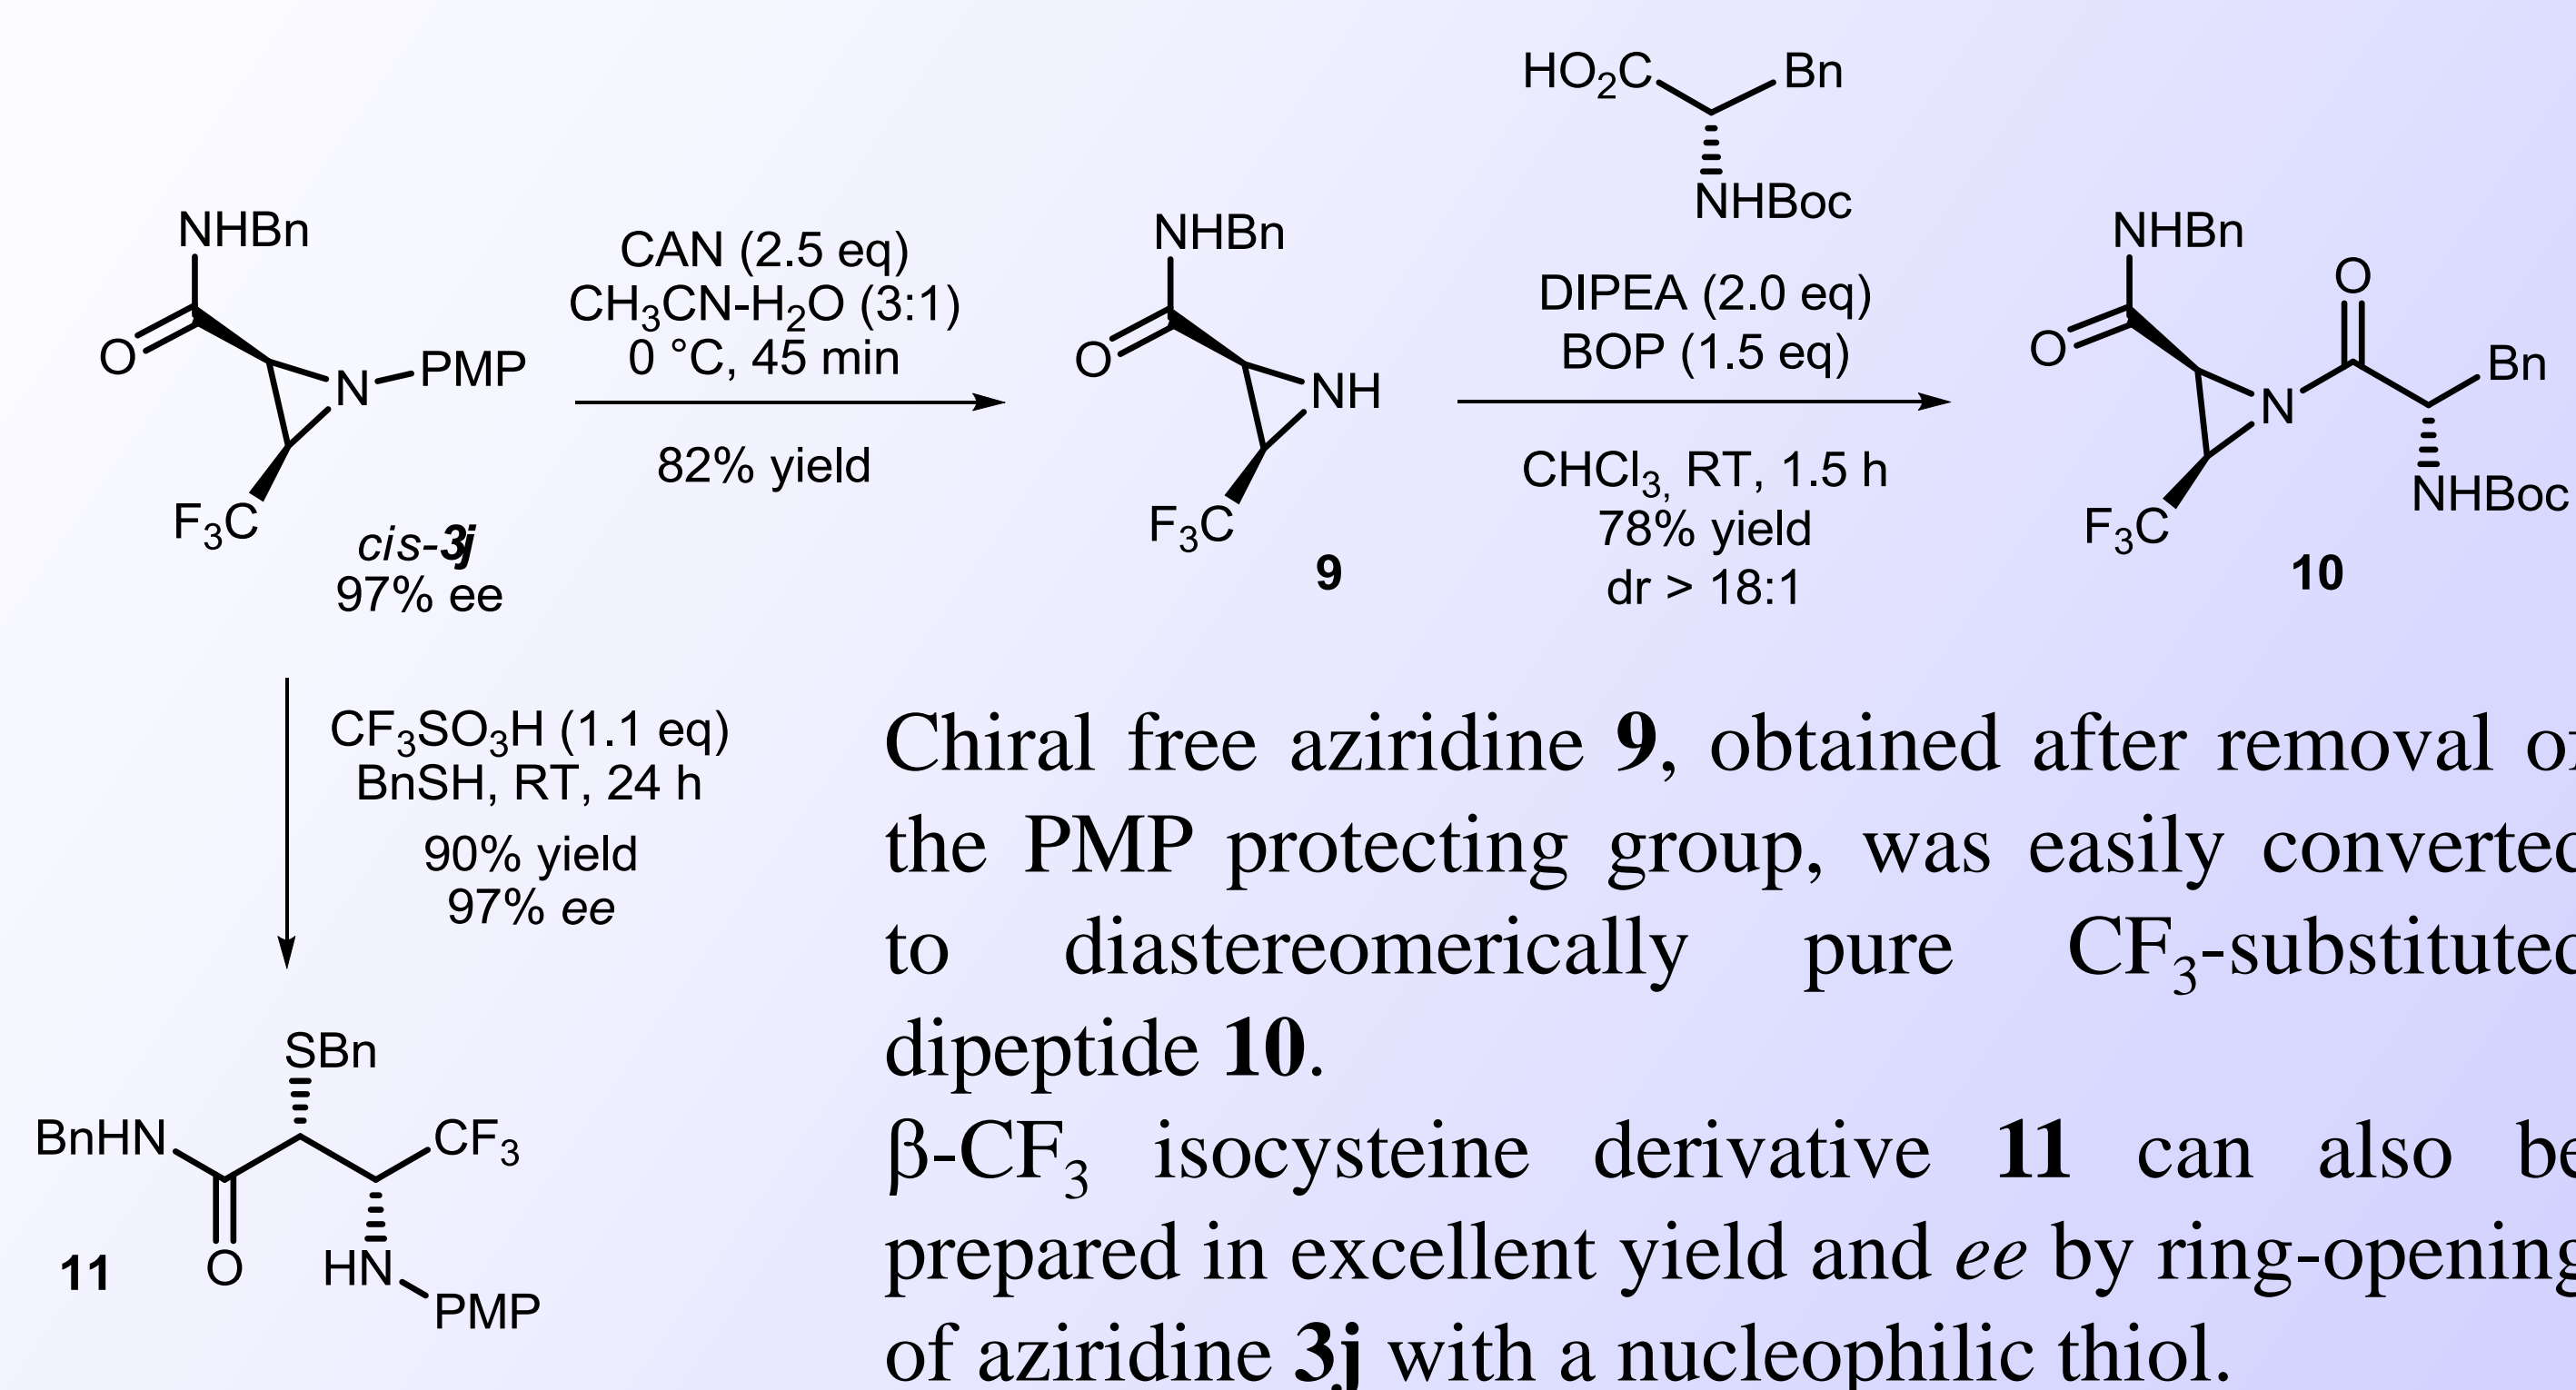 HO₂C
Bn
NHBoc
NHBn
O
N
PMP
F₃C
cis-3j
97% ee
CAN (2.5 eq)
CH₃CN-H₂O (3:1)
0 °C, 45 min
82% yield
NHBn
O
NH
F₃C
9
DIPEA (2.0 eq)
BOP (1.5 eq)
CHCl₃, RT, 1.5 h
78% yield
dr > 18:1
NHBn
O
O
N
Bn
NHBoc
F₃C
10
CF₃SO₃H (1.1 eq)
BnSH, RT, 24 h
90% yield
97% ee
SBn
BnHN
CF₃
O
HN
PMP
11
Chiral free aziridine 9, obtained after removal of
the PMP protecting group, was easily converted
to diastereomerically pure CF₃-substituted
dipeptide 10.
β-CF₃ isocysteine derivative 11 can also be
prepared in excellent yield and ee by ring-opening
of aziridine 3j with a nucleophilic thiol.